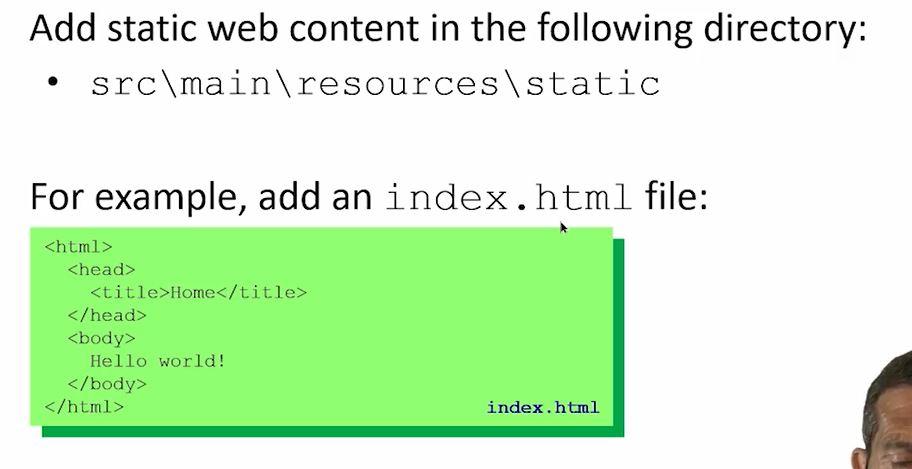 Add static web content in the following directory:
• src\main\resources\static
For example, add an index.html file:
<html>
<head>
<title>Home</title>
</head>
<body>
Hello world!
</body>
</html>
index.html